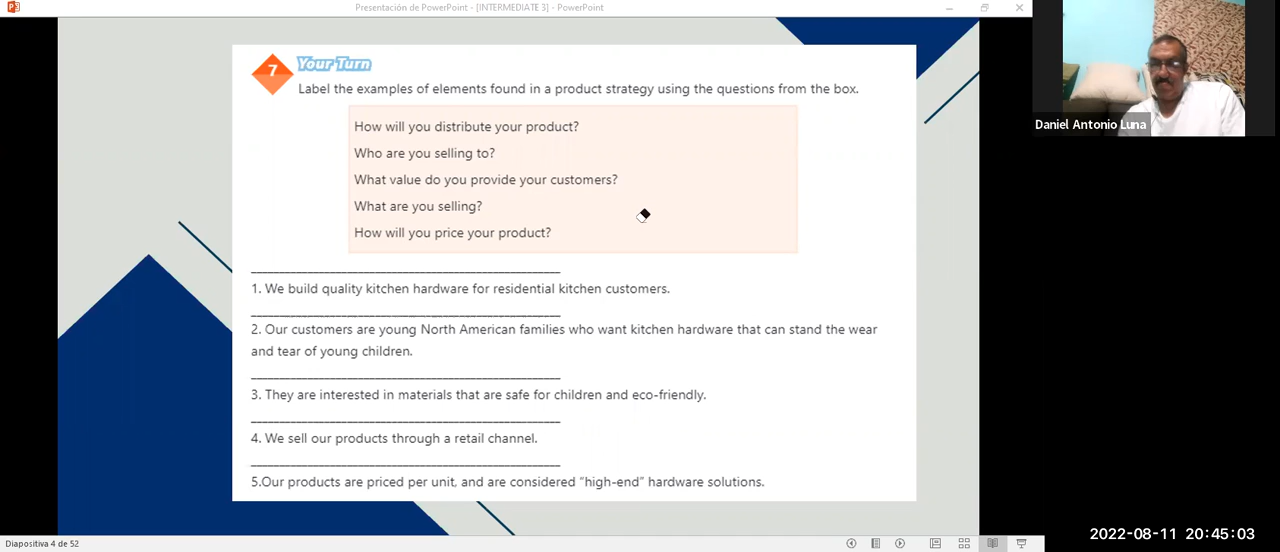 Presentación de PowerPoint - [INTERMEDIATE 3] - PowerPoint
7
Your Turn
Label the examples of elements found in a product strategy using the questions from the box.
How will you distribute your product?
Who are you selling to?
What value do you provide your customers?
What are you selling?
How will you price your product?
1. We build quality kitchen hardware for residential kitchen customers.
2. Our customers are young North American families who want kitchen hardware that can stand the wear
and tear of young children.
3. They are interested in materials that are safe for children and eco-friendly.
4. We sell our products through a retail channel.
5.Our products are priced per unit, and are considered “high-end” hardware solutions.
Daniel Antonio Luna
Diapositiva 4 de 52
2022-08-11 20:45:03